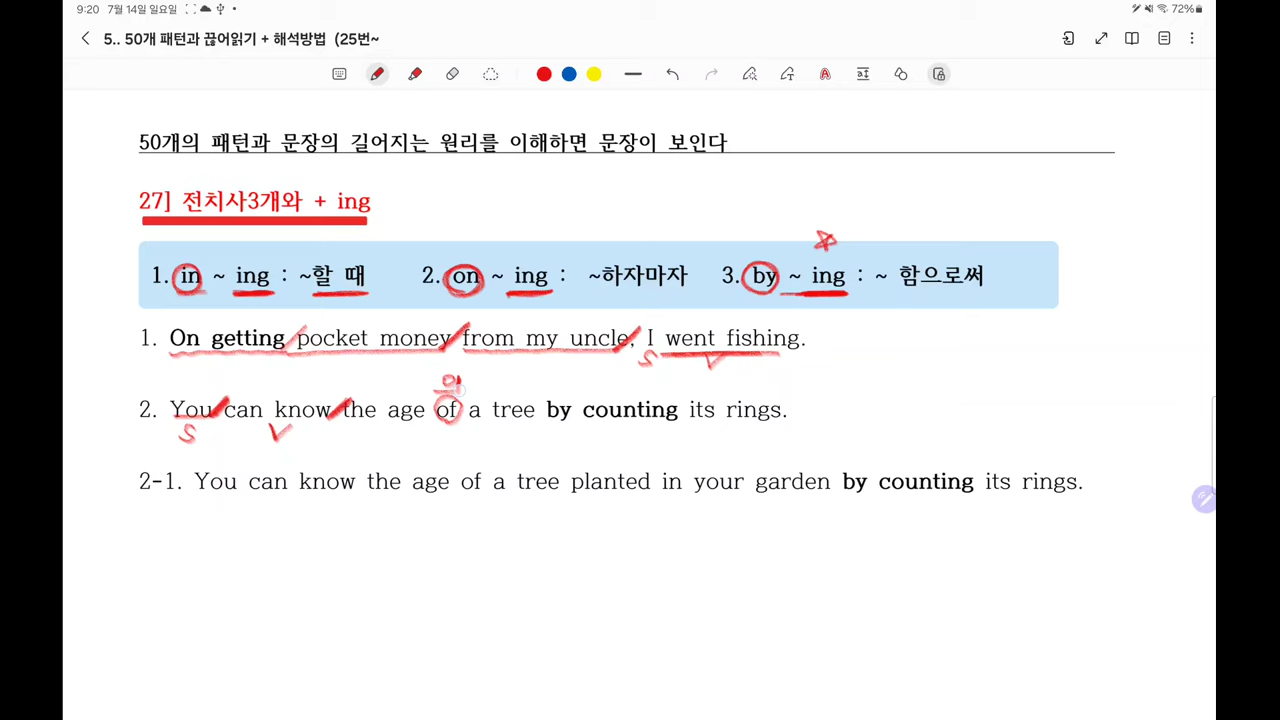 9:20 7월 14일 일요일
72%
5.. 50개 패턴과 끊어읽기 + 해석방법 (25번~
50개의 패턴과 문장의 길어지는 원리를 이해하면 문장이 보인다
27] 전치사3개와 + ing
1. in ~ ing : ~할 때 2. on ~ ing : ~하자마자 3. by ~ ing : ~ 함으로써
1. On getting pocket money from my uncle, I went fishing.
S V
2. You can know the age of a tree by counting its rings.
S V
2-1. You can know the age of a tree planted in your garden by counting its rings.